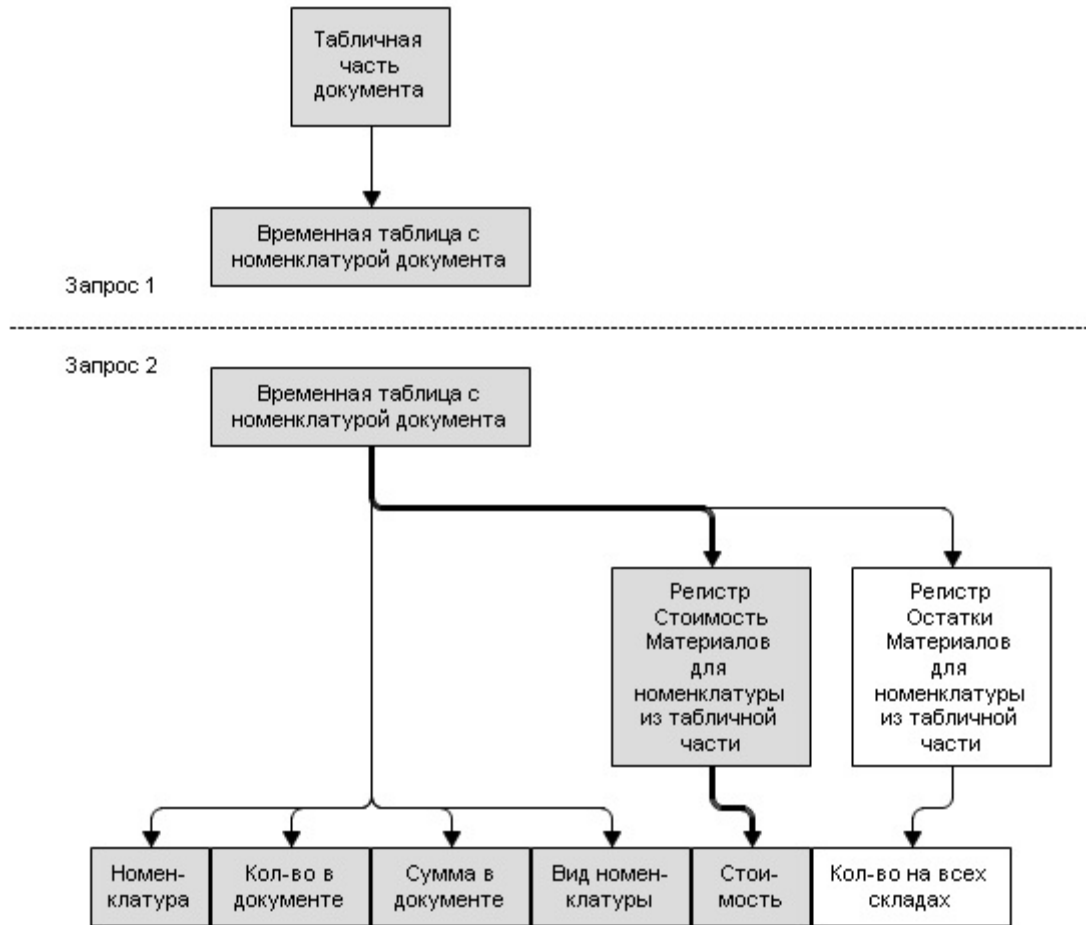 Табличная
часть
документа
Временная таблица с
номенклатурой документа
Запрос 1
Запрос 2
Временная таблица с
номенклатурой документа
Регистр
Стоимость
Материалов
для
номенклатуры
из табличной
части
Регистр
Остатки
Материалов
для
номенклатуры
из табличной
части
Номен-
клатура
Кол-во в
документе
Сумма в
документе
Вид номен-
клатуры
Стои-
мость
Кол-во на всех
складах